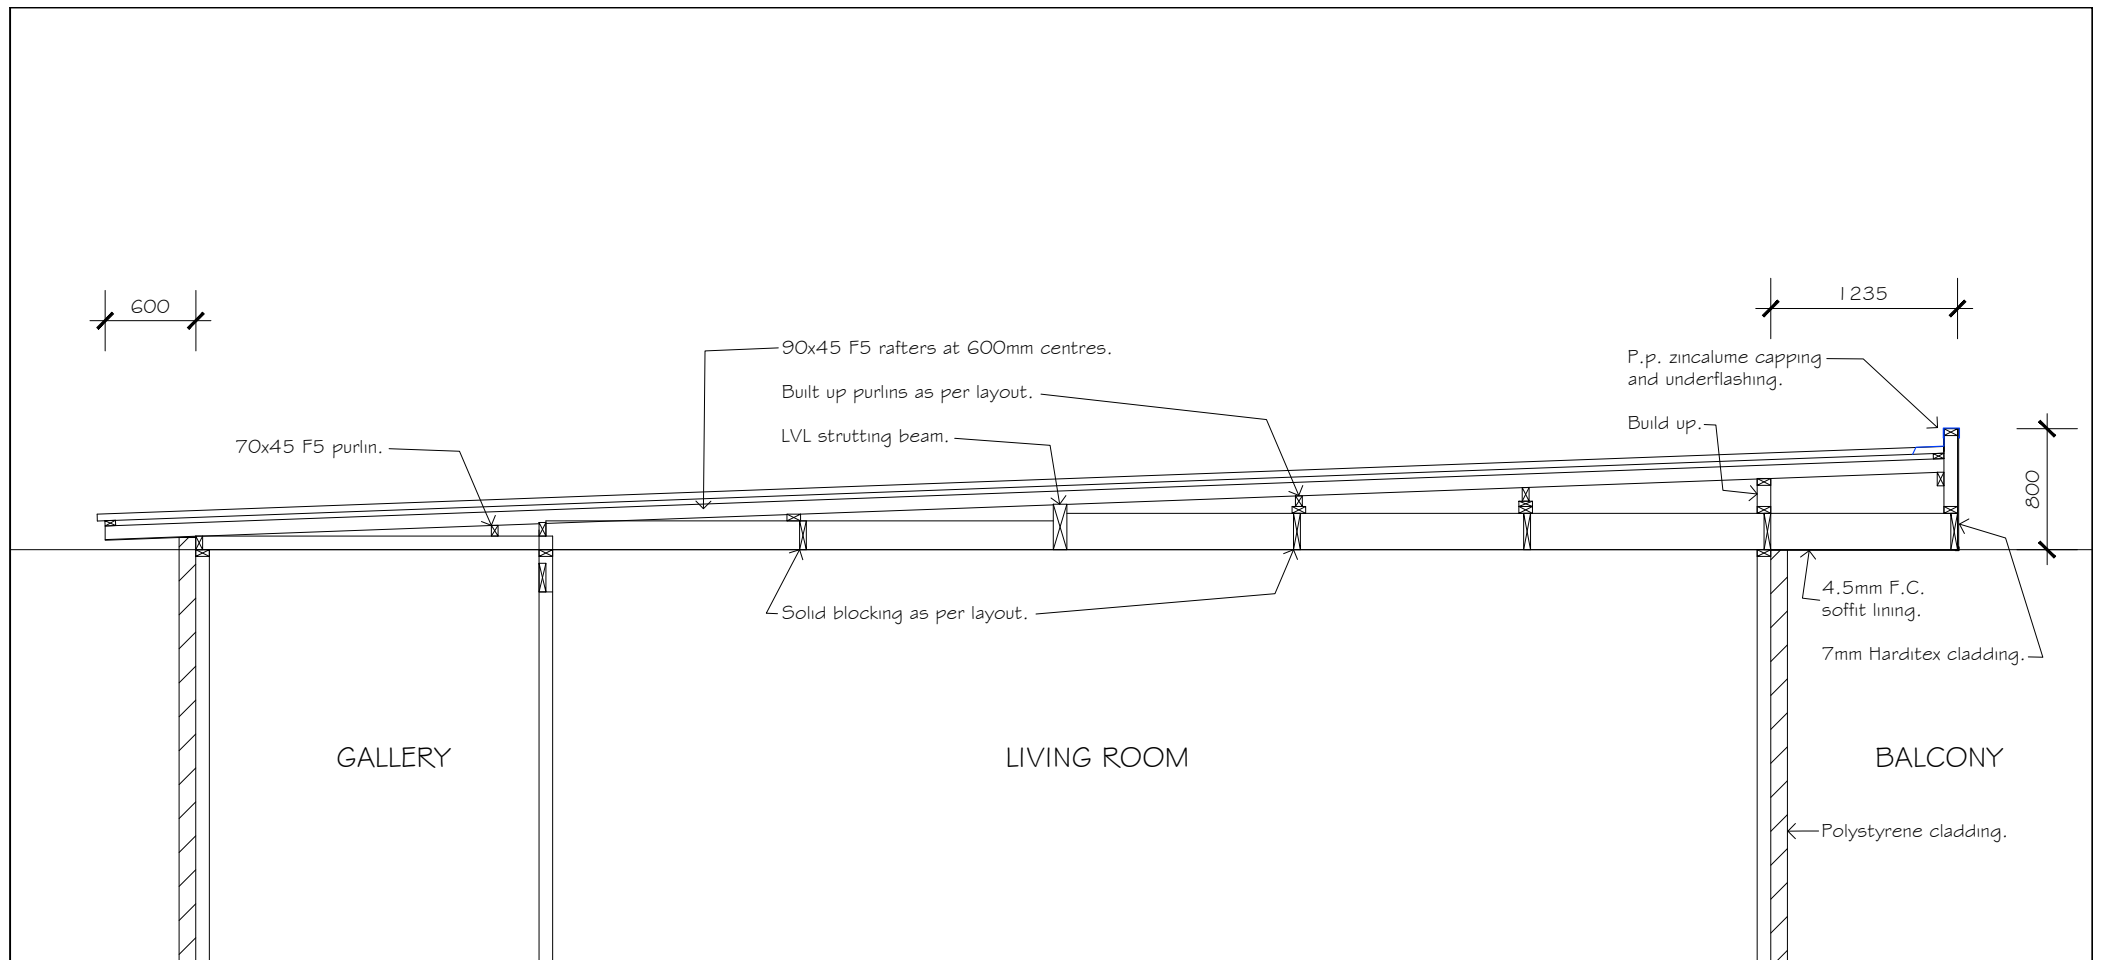 600
1235
90x45 F5 rafters at 600mm centres.
P.p. zincalume capping
and underflashing.
Built up purlins as per layout.
Build up.
LVL strutting beam.
70x45 F5 purlin.
800
4.5mm F.C.
soffit lining.
Solid blocking as per layout.
7mm Harditex cladding.
GALLERY
LIVING ROOM
BALCONY
Polystyrene cladding.